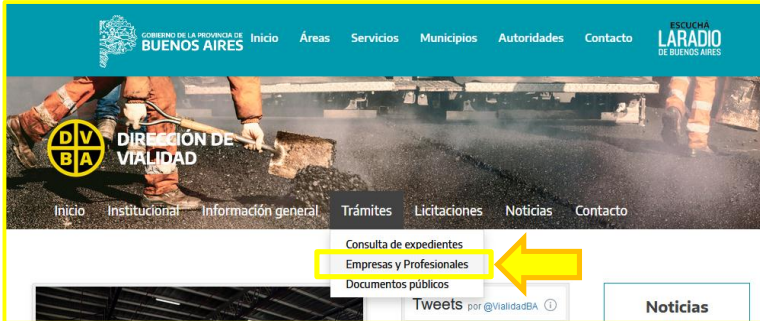 GOBIERNO DE LA PROVINCIA DE
BUENOS AIRES
Inicio Áreas Servicios Municipios Autoridades Contacto
ESCUCHÁ
LARADIO
DE BUENOS AIRES
DV
BA
DIRECCIÓN DE
VIALIDAD
Inicio Institucional Información general Trámites Licitaciones Noticias Contacto
Consulta de expedientes
Empresas y Profesionales
Documentos públicos
Tweets por @VialidadBA
Noticias